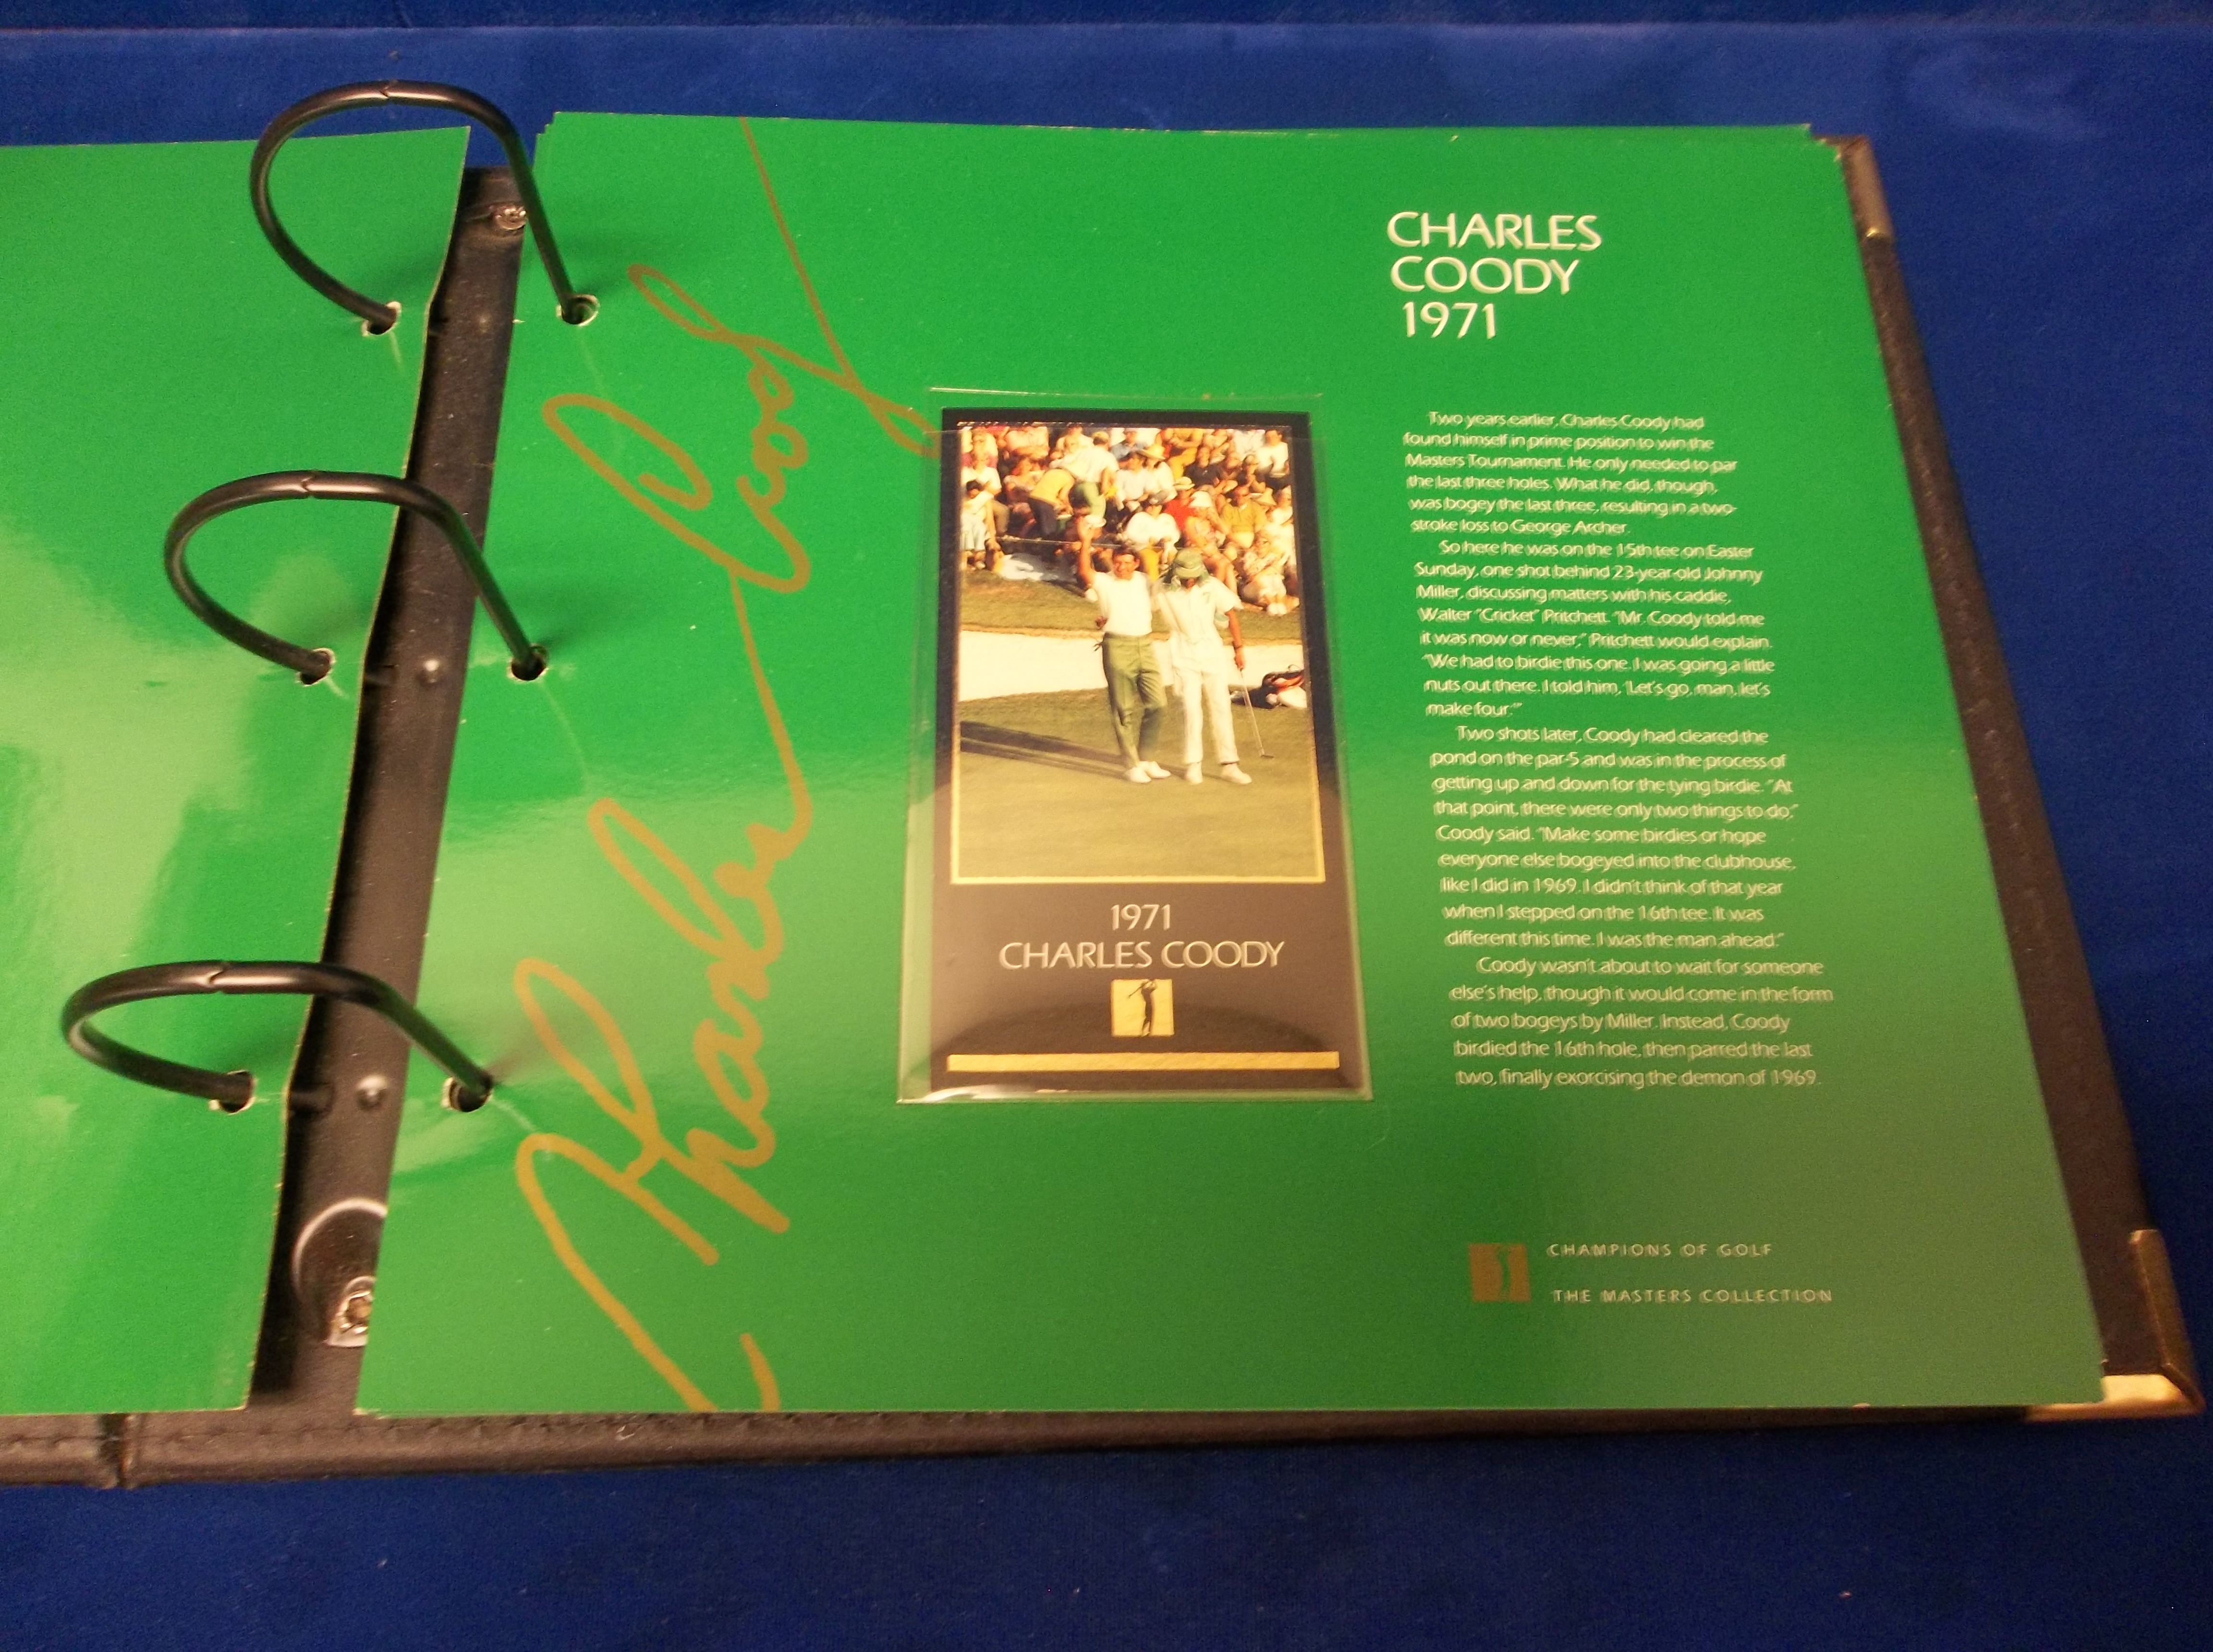 Charles Coody
CHARLES
COODY
1971
Two years earlier, Charles Coody had
found himself in prime position to win the
Masters Tournament. He only needed to par
the last three holes. What he did, though,
was bogey the last three, resulting in a two-
stroke loss to George Archer.
So here he was on the 15th tee on Easter
Sunday, one shot behind 23-year-old Johnny
Miller, discussing matters with his caddie,
Walter "Cricket" Pritchett. "Mr. Coody told me
it was now or never," Pritchett would explain.
"We had to birdie this one. I was going a little
nuts out there. I told him, 'Let's go, man, let's
make four.'"
Two shots later, Coody had cleared the
pond on the par-5 and was in the process of
getting up and down for the tying birdie. "At
that point, there were only two things to do,"
Coody said. "Make some birdies or hope
everyone else bogeyed into the clubhouse,
like I did in 1969. I didn't think of that year
when I stepped on the 16th tee. It was
different this time. I was the man ahead."
Coody wasn't about to wait for someone
else's help, though it would come in the form
of two bogeys by Miller. Instead, Coody
birdied the 16th hole, then parred the last
two, finally exorcising the demon of 1969.
1971
CHARLES COODY
CHAMPIONS OF GOLF
THE MASTERS COLLECTION